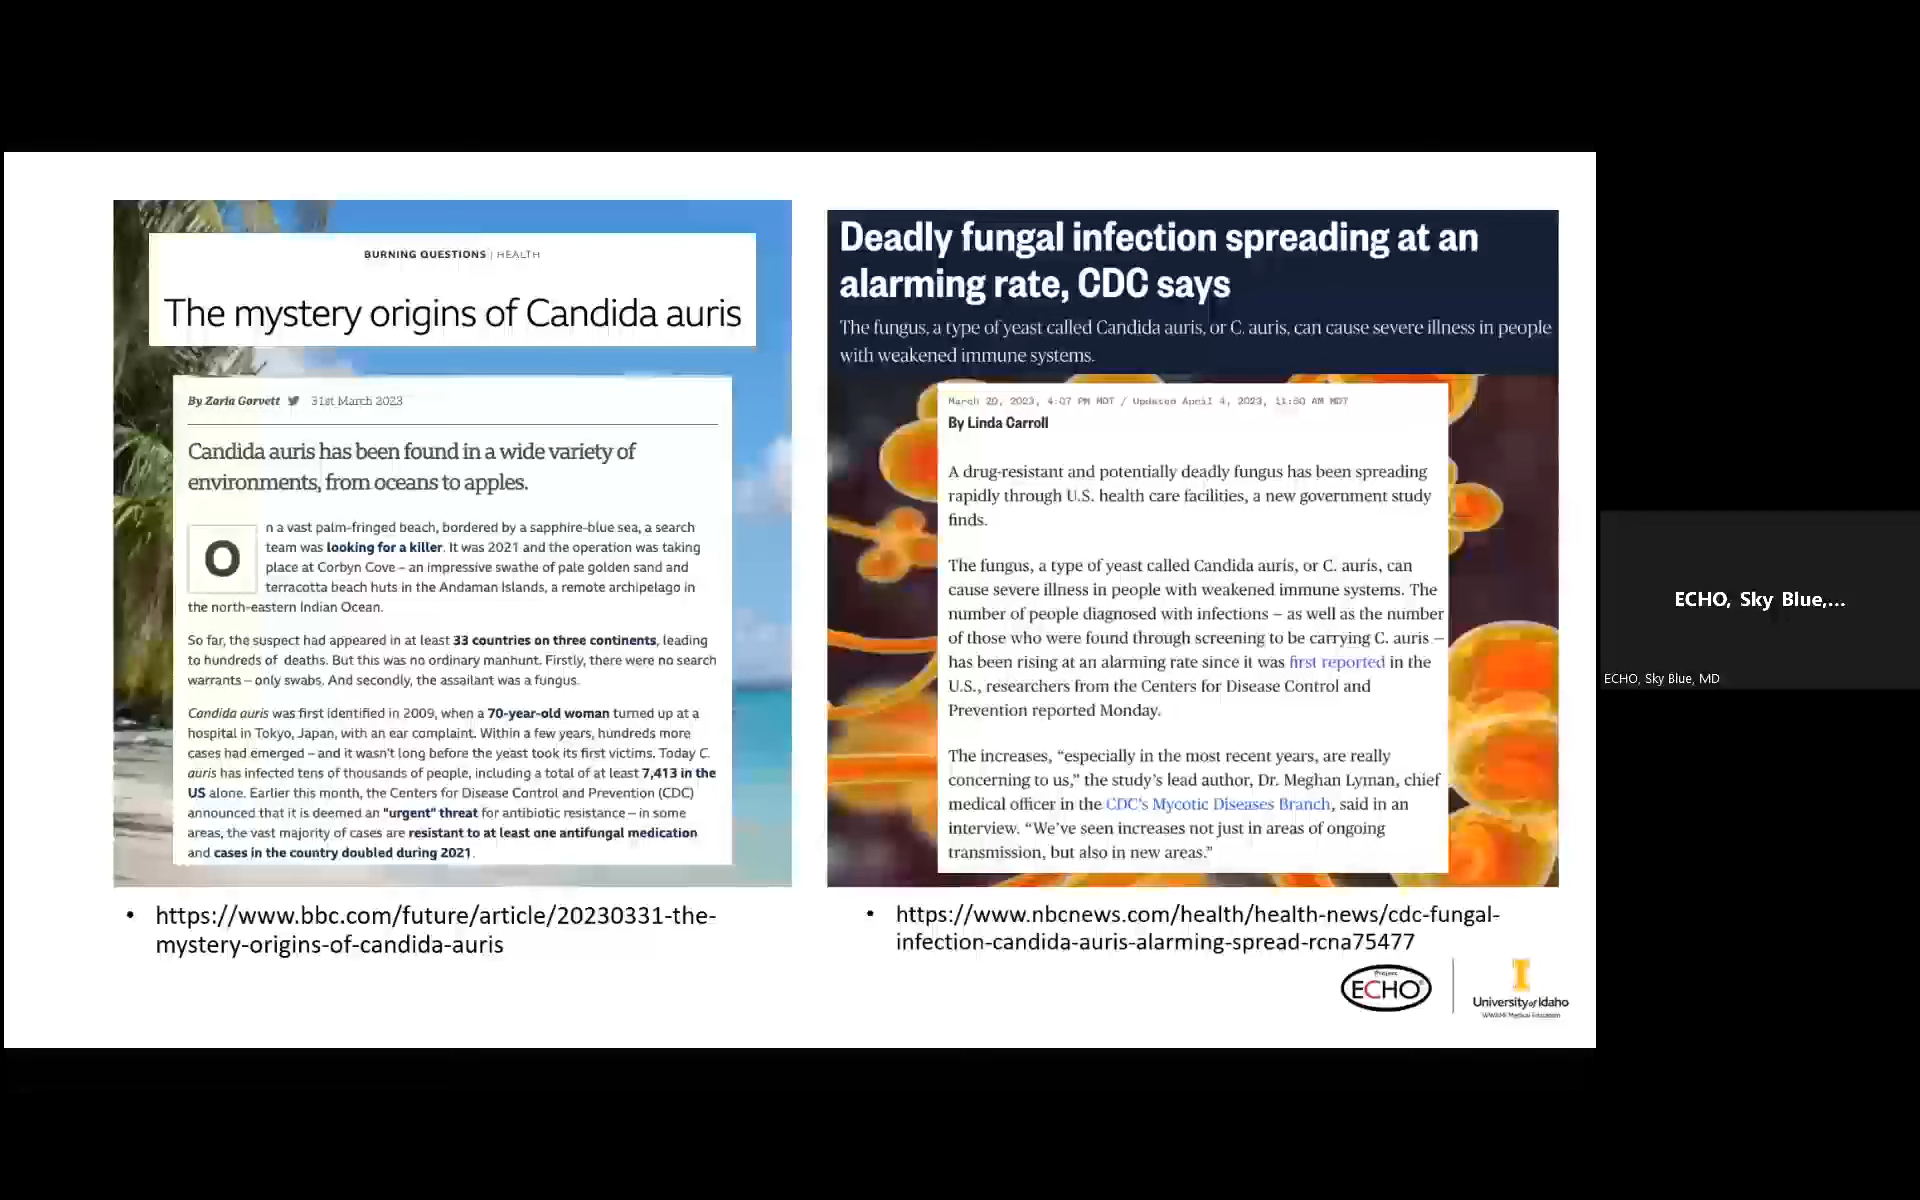 BURNING QUESTIONS | HEALTH
The mystery origins of Candida auris
By Zaria Gorvett 31st March 2023
Candida auris has been found in a wide variety of
environments, from oceans to apples.
On a vast palm-fringed beach, bordered by a sapphire-blue sea, a search
team was looking for a killer. It was 2021 and the operation was taking
place at Corbyn Cove – an impressive swathe of pale golden sand and
terracotta beach huts in the Andaman Islands, a remote archipelago in
the north-eastern Indian Ocean.
So far, the suspect had appeared in at least 33 countries on three continents, leading
to hundreds of deaths. But this was no ordinary manhunt. Firstly, there were no search
warrants – only swabs. And secondly, the assailant was a fungus.
Candida auris was first identified in 2009, when a 70-year-old woman turned up at a
hospital in Tokyo, Japan, with an ear complaint. Within a few years, hundreds more
cases had emerged – and it wasn't long before the yeast took its first victims. Today C.
auris has infected tens of thousands of people, including a total of at least 7,413 in the
US alone. Earlier this month, the Centers for Disease Control and Prevention (CDC)
announced that it is deemed an "urgent" threat for antibiotic resistance – in some
areas, the vast majority of cases are resistant to at least one antifungal medication
and cases in the country doubled during 2021.
• https://www.bbc.com/future/article/20230331-the-
mystery-origins-of-candida-auris
Deadly fungal infection spreading at an
alarming rate, CDC says
The fungus, a type of yeast called Candida auris, or C. auris, can cause severe illness in people
with weakened immune systems.
March 20, 2023, 4:07 PM MDT / Updated April 4, 2023, AM MDT
By Linda Carroll
A drug-resistant and potentially deadly fungus has been spreading
rapidly through U.S. health care facilities, a new government study
finds.
The fungus, a type of yeast called Candida auris, or C. auris, can
cause severe illness in people with weakened immune systems. The
number of people diagnosed with infections – as well as the number
of those who were found through screening to be carrying C. auris –
has been rising at an alarming rate since it was first reported in the
U.S., researchers from the Centers for Disease Control and
Prevention reported Monday.
The increases, “especially in the most recent years, are really
concerning to us,” the study’s lead author, Dr. Meghan Lyman, chief
medical officer in the CDC’s Mycotic Diseases Branch, said in an
interview. “We’ve seen increases not just in areas of ongoing
transmission, but also in new areas.”
• https://www.nbcnews.com/health/health-news/cdc-fungal-
infection-candida-auris-alarming-spread-rcna75477
Project
ECHO®
I
University of Idaho
WWAMI Medical Education
ECHO, Sky Blue,...
ECHO, Sky Blue, MD